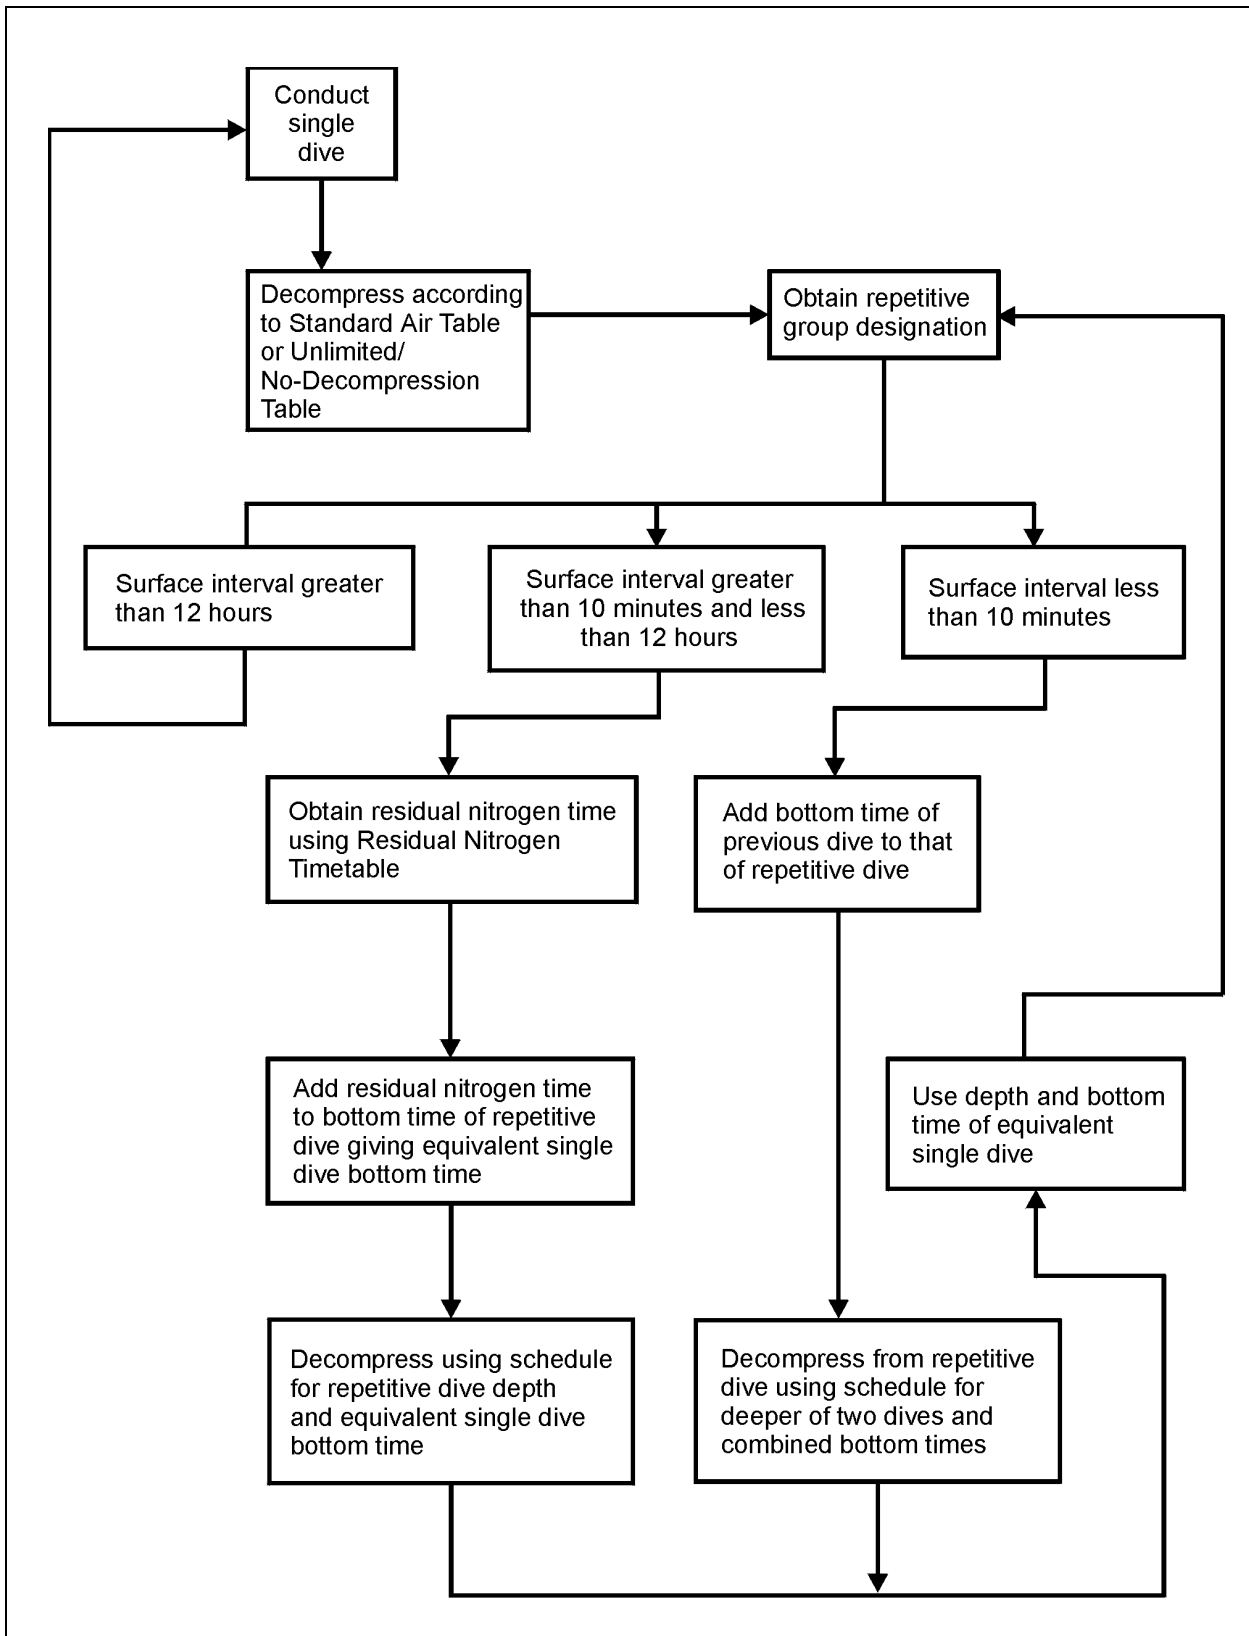 Conduct
single
dive
Decompress according
to Standard Air Table
or Unlimited/
No-Decompression
Table
Obtain repetitive
group designation
Surface interval greater
than 12 hours
Surface interval greater
than 10 minutes and less
than 12 hours
Surface interval less
than 10 minutes
Obtain residual nitrogen time
using Residual Nitrogen
Timetable
Add bottom time of
previous dive to that
of repetitive dive
Add residual nitrogen time
to bottom time of repetitive
dive giving equivalent single
dive bottom time
Use depth and bottom
time of equivalent
single dive
Decompress using schedule
for repetitive dive depth
and equivalent single dive
bottom time
Decompress from repetitive
dive using schedule for
deeper of two dives and
combined bottom times